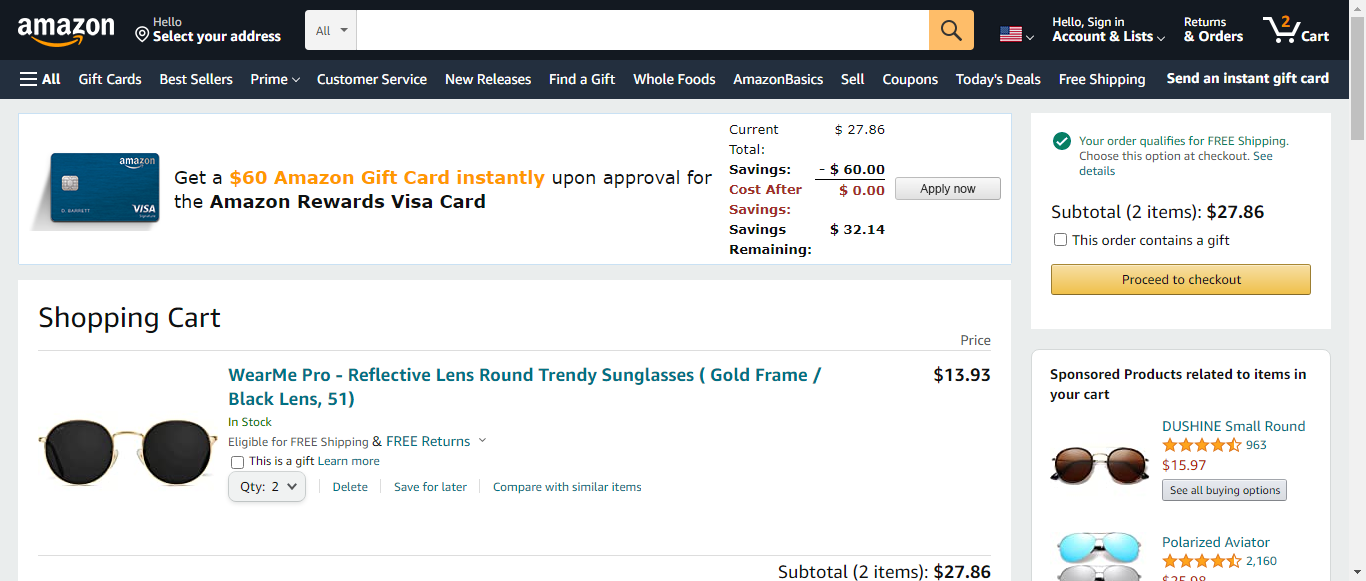 amazon
Hello
Select your address
All
Hello, Sign in
Account & Lists
Returns
& Orders
2
Cart
All
Gift Cards
Best Sellers
Prime
Customer Service
New Releases
Find a Gift
Whole Foods
AmazonBasics
Sell
Coupons
Today's Deals
Free Shipping
Send an instant gift card
amazon
D. BARRETT
VISA
Signature
Get a $60 Amazon Gift Card instantly upon approval for
the Amazon Rewards Visa Card
Current $ 27.86
Total:
Savings: - $ 60.00
Cost After $ 0.00
Savings:
Savings $ 32.14
Remaining:
Apply now
Your order qualifies for FREE Shipping.
Choose this option at checkout. See
details
Subtotal (2 items): $27.86
This order contains a gift
Proceed to checkout
Shopping Cart
Price
WearMe Pro - Reflective Lens Round Trendy Sunglasses ( Gold Frame /
Black Lens, 51)
$13.93
In Stock
Eligible for FREE Shipping & FREE Returns
This is a gift Learn more
Qty: 2
Delete
Save for later
Compare with similar items
Subtotal (2 items): $27.86
Sponsored Products related to items in
your cart
DUSHINE Small Round
963
$15.97
See all buying options
Polarized Aviator
2,160
$25.98